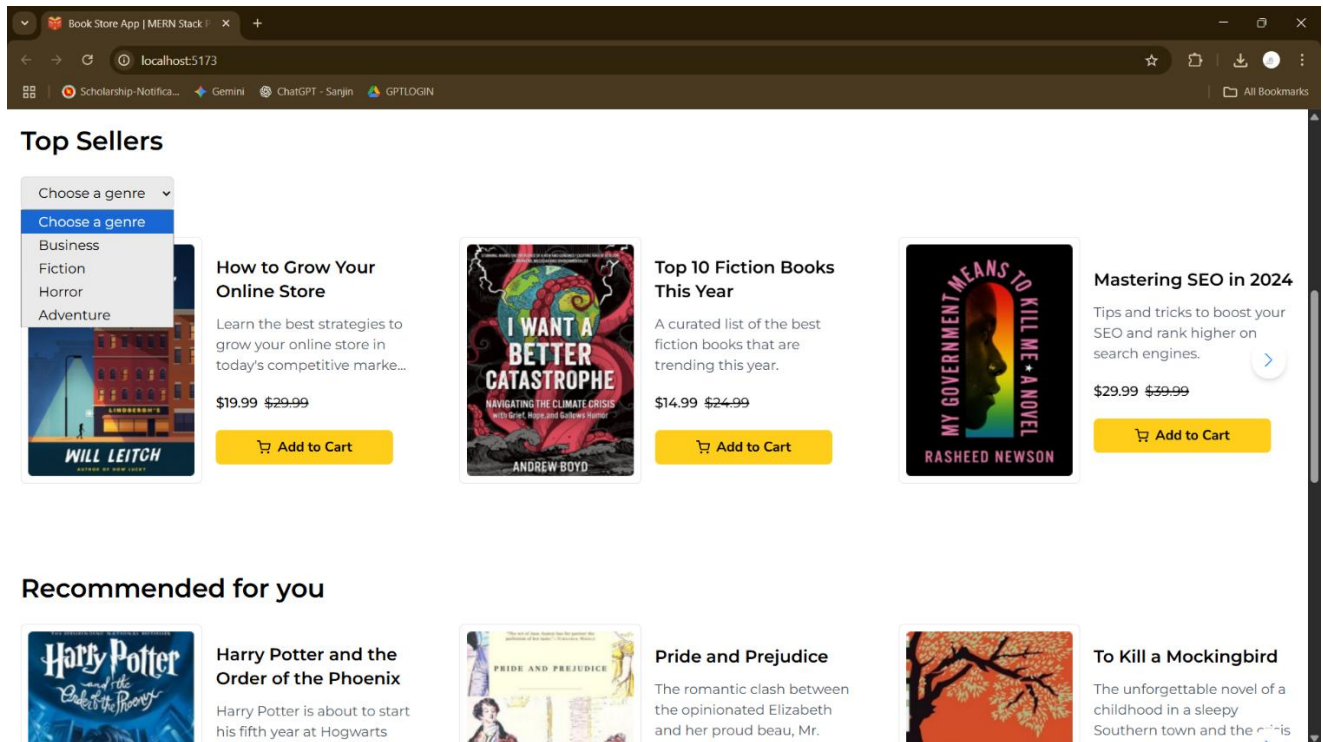 Book Store App | MERN Stack P
localhost:5173
Scholarship-Notifica...
Gemini
ChatGPT - Sanjin
GPTLOGIN
All Bookmarks
Top Sellers
Choose a genre
Choose a genre
Business
Fiction
Horror
Adventure
LINDBERGH'S
WILL LEITCH
AUTHOR OF HOW LUCKY
How to Grow Your
Online Store
Learn the best strategies to
grow your online store in
today's competitive marke...
$19.99 $29.99
Add to Cart
I WANT A
BETTER
CATASTROPHE
NAVIGATING THE CLIMATE CRISIS
with Grief, Hope, and Gallows Humor
ANDREW BOYD
Top 10 Fiction Books
This Year
A curated list of the best
fiction books that are
trending this year.
$14.99 $24.99
Add to Cart
MY GOVERNMENT MEANS TO KILL ME ★ A NOVEL
RASHEED NEWSON
Mastering SEO in 2024
Tips and tricks to boost your
SEO and rank higher on
search engines.
$29.99 $39.99
Add to Cart
Recommended for you
Harry Potter
and the
Order of the Phoenix
Harry Potter and the
Order of the Phoenix
Harry Potter is about to start
his fifth year at Hogwarts
PRIDE AND PREJUDICE
Pride and Prejudice
The romantic clash between
the opinionated Elizabeth
and her proud beau, Mr.
To Kill a Mockingbird
The unforgettable novel of a
childhood in a sleepy
Southern town and the crisis